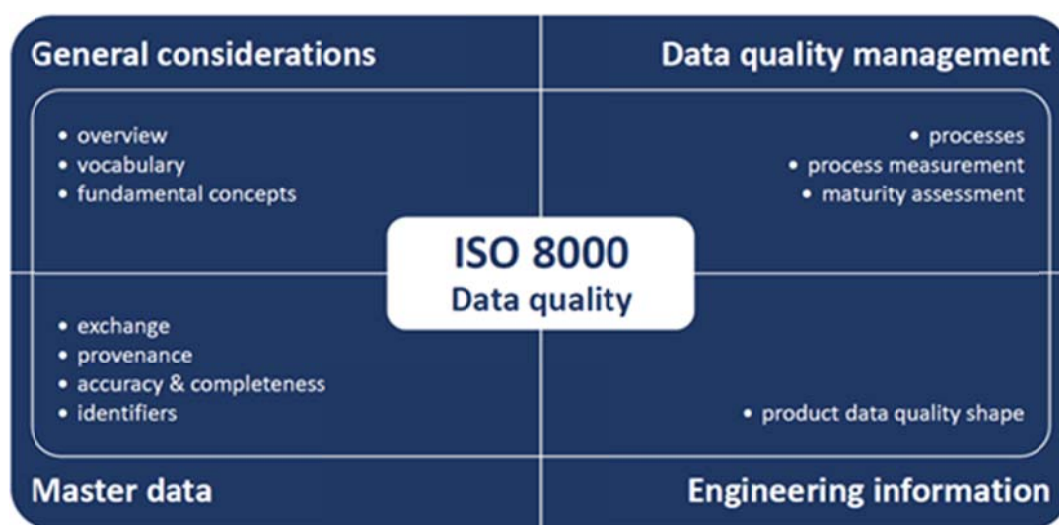 General considerations
• overview
• vocabulary
• fundamental concepts
Data quality management
• processes
• process measurement
• maturity assessment
ISO 8000
Data quality
• exchange
• provenance
• accuracy & completeness
• identifiers
Master data
• product data quality shape
Engineering information